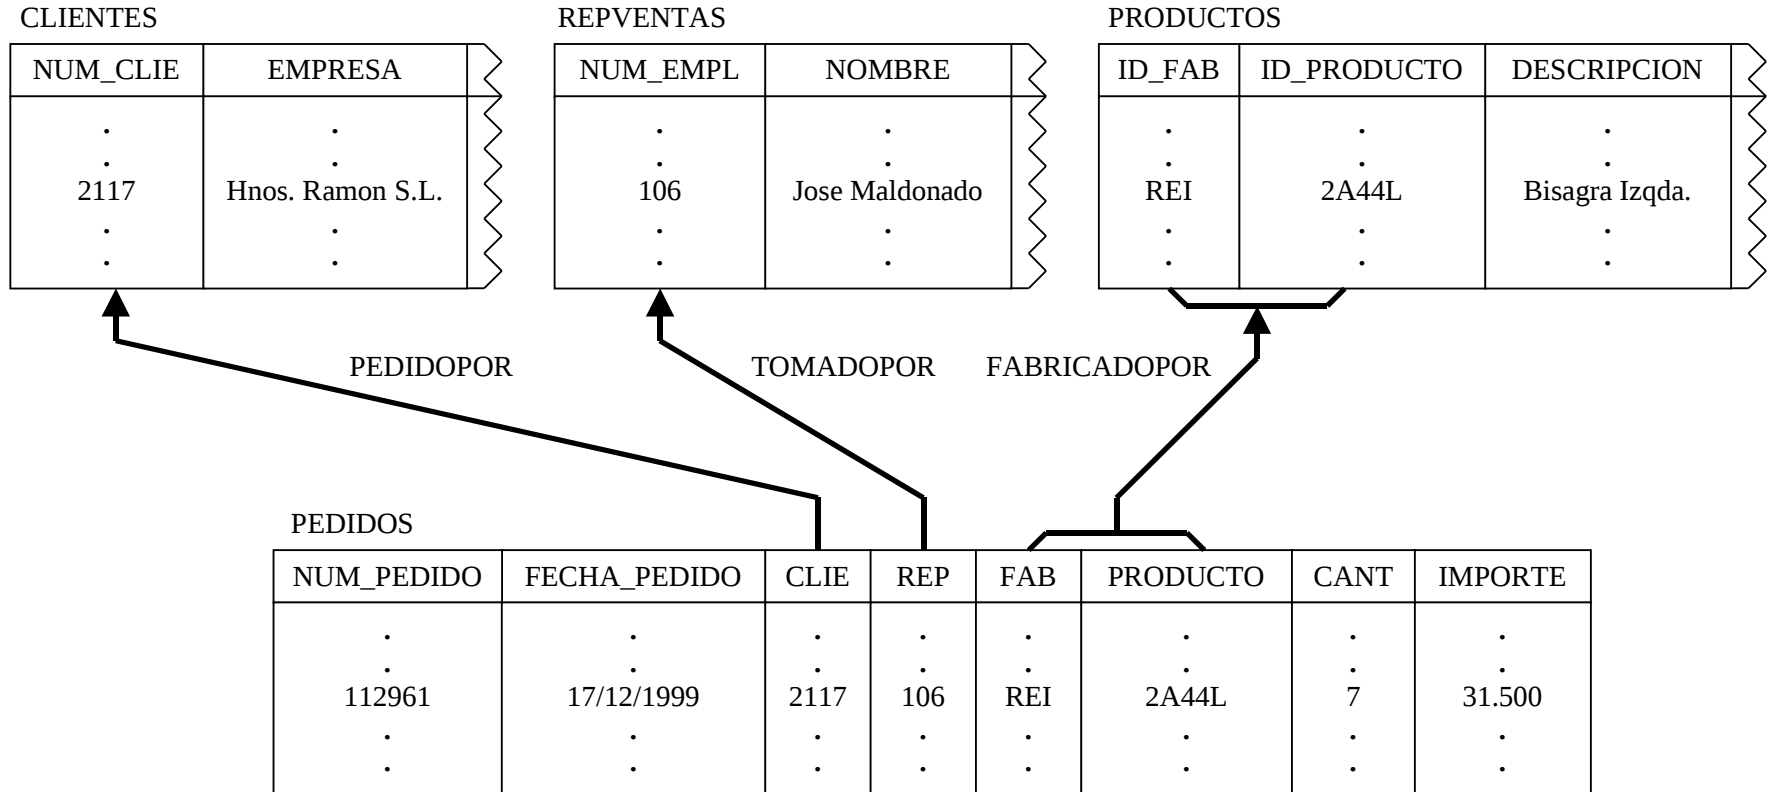 CLIENTES REPVENTAS PRODUCTOS
NUM_CLIE EMPRESA NUM_EMPL NOMBRE ID_FAB ID_PRODUCTO DESCRIPCION
. . . . . . .
. . . . . . .
2117 Hnos. Ramon S.L. 106 Jose Maldonado REI 2A44L Bisagra Izqda.
. . . . . . .
. . . . . . .
PEDIDOPOR TOMADOPOR FABRICADOPOR
PEDIDOS
NUM_PEDIDO FECHA_PEDIDO CLIE REP FAB PRODUCTO CANT IMPORTE
. . . . . . . .
. . . . . . . .
112961 17/12/1999 2117 106 REI 2A44L 7 31.500
. . . . . . . .
. . . . . . . .